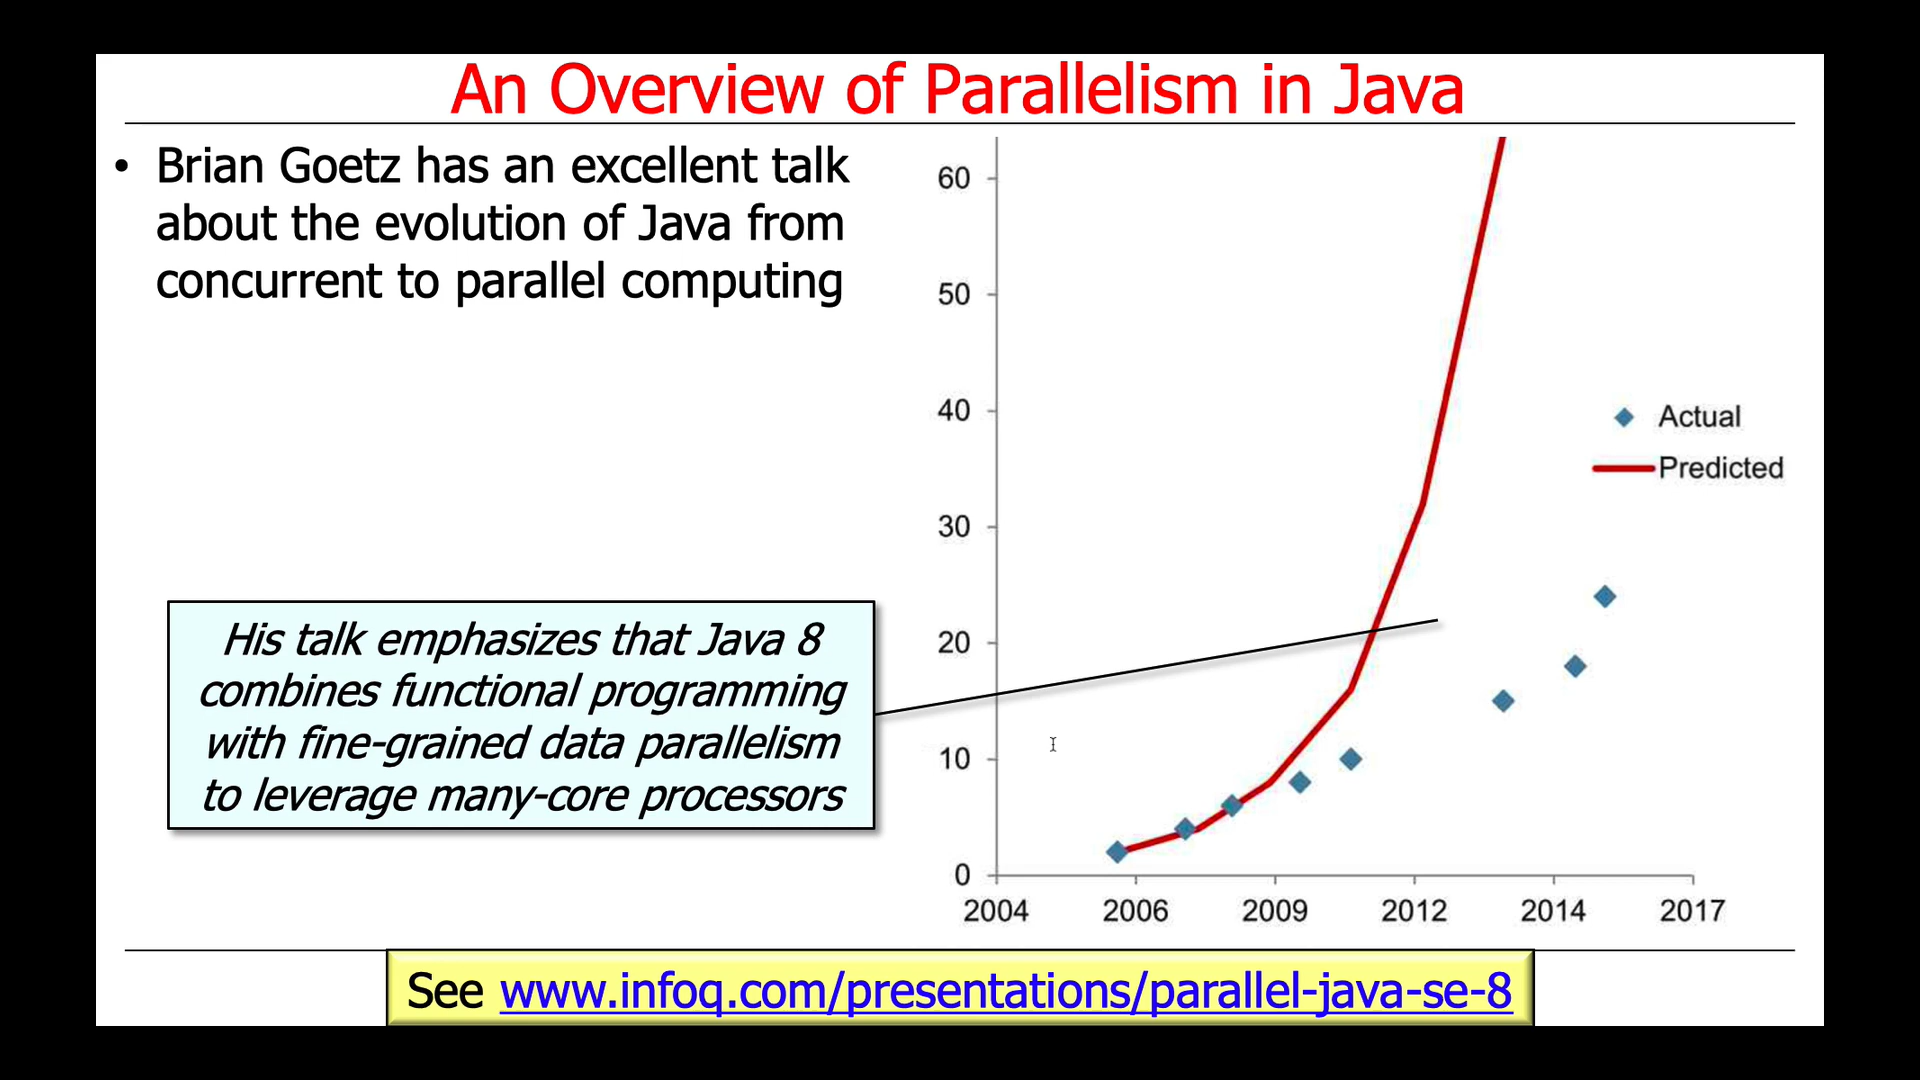 An Overview of Parallelism in Java
• Brian Goetz has an excellent talk
about the evolution of Java from
concurrent to parallel computing
His talk emphasizes that Java 8
combines functional programming
with fine-grained data parallelism
to leverage many-core processors
60
50
40
30
20
10
0
2004 2006 2009 2012 2014 2017
Actual
Predicted
See www.infoq.com/presentations/parallel-java-se-8